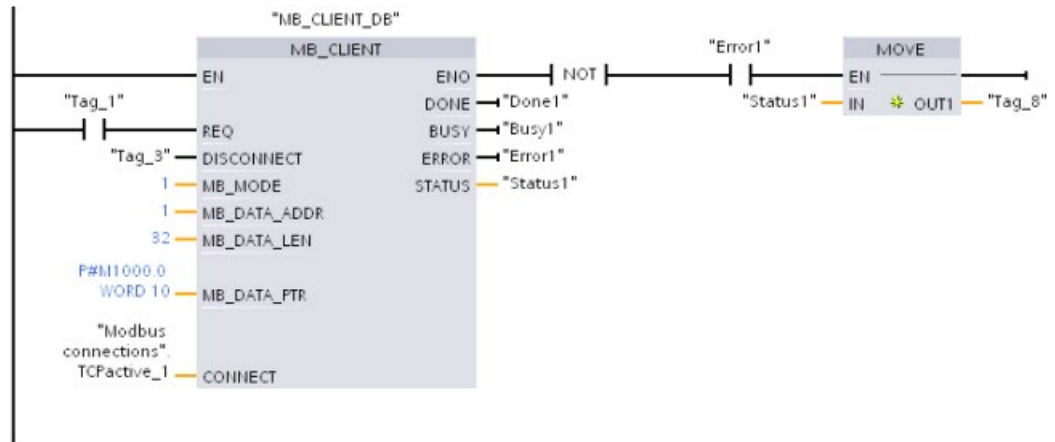 "MB_CLIENT_DB"
MB_CLIENT
"Error1"
MOVE
EN
ENO
NOT
EN
"Tag_1"
DONE
"Done1"
"Status1"
IN
OUT1
"Tag_8"
REQ
BUSY
"Busy1"
"Tag_3"
DISCONNECT
ERROR
"Error1"
1
MB_MODE
STATUS
"Status1"
1
MB_DATA_ADDR
32
MB_DATA_LEN
P#M1000.0
WORD 10
MB_DATA_PTR
"Modbus
connections".
TCPactive_1
CONNECT